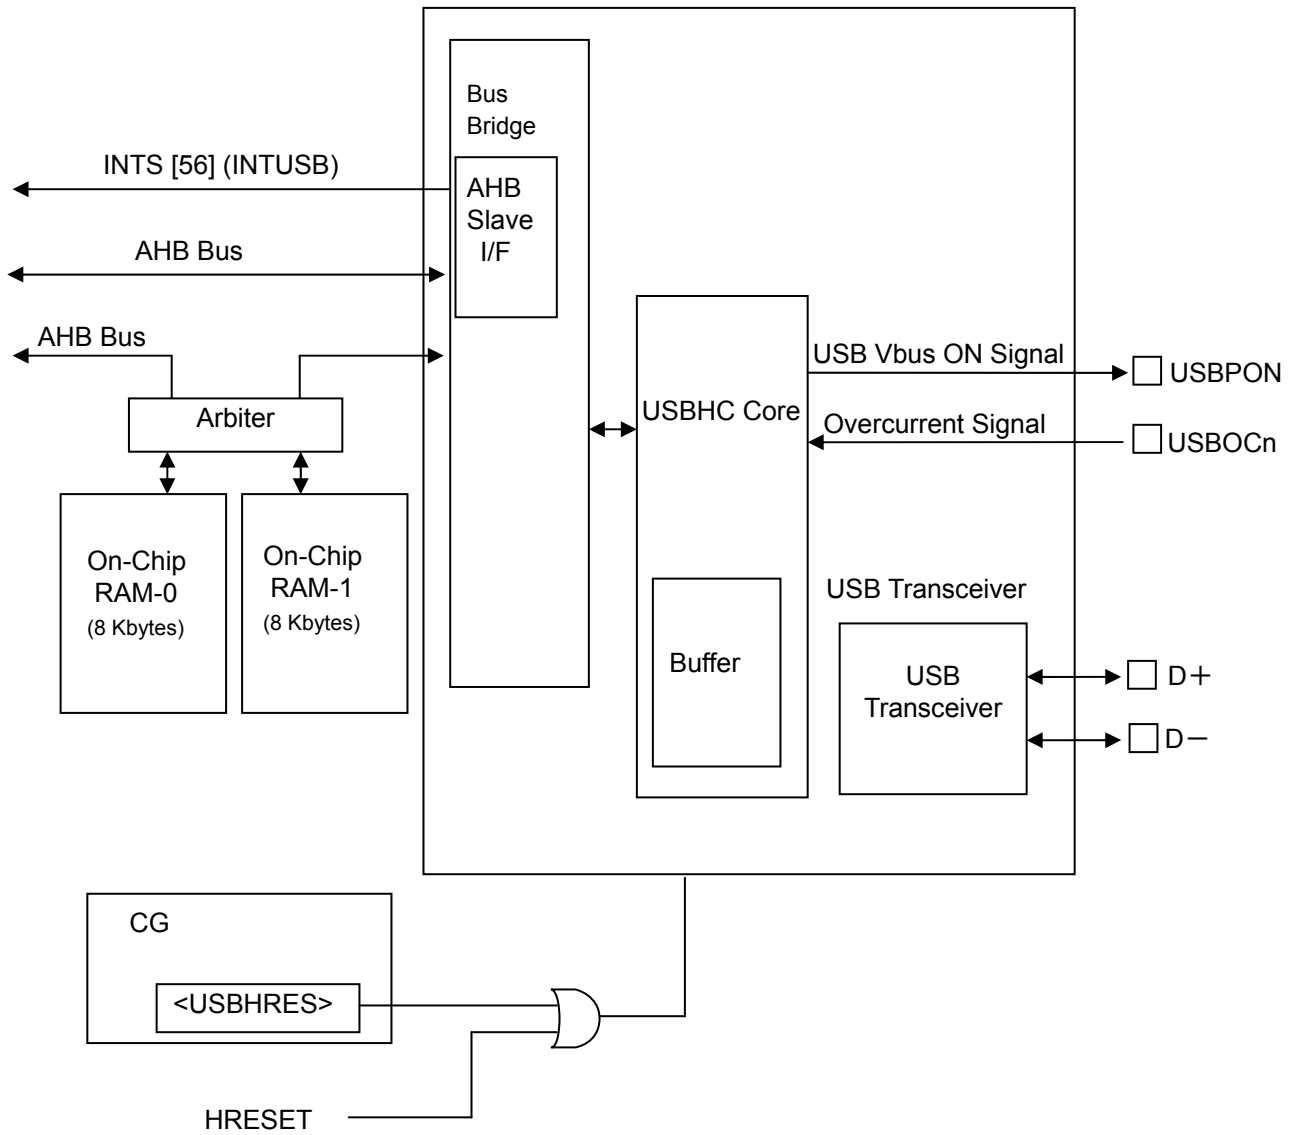 Bus
Bridge
INTS [56] (INTUSB)
AHB
Slave
I/F
AHB Bus
AHB Bus
Arbiter
On-Chip
RAM-0
(8 Kbytes)
On-Chip
RAM-1
(8 Kbytes)
USBHC Core
Buffer
USB Vbus ON Signal
USBPON
Overcurrent Signal
USBOCn
USB Transceiver
USB
Transceiver
D+
D−
CG
<USBHRES>
HRESET